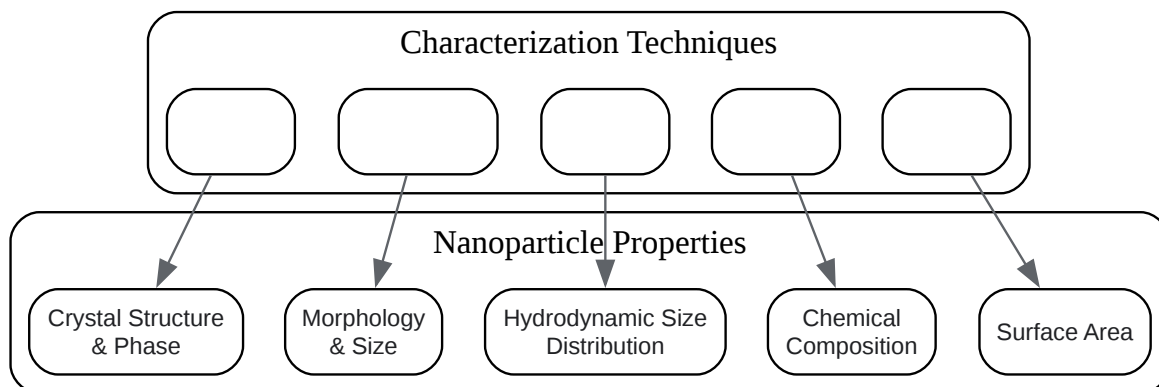 Characterization Techniques
Nanoparticle Properties
Crystal Structure
& Phase
Morphology
& Size
Hydrodynamic Size
Distribution
Chemical
Composition
Surface Area